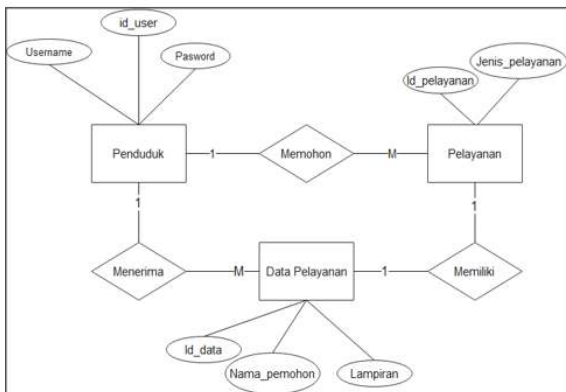 id_user
Username
Pasword
Id_pelayanan
Jenis_pelayanan
Penduduk
1
Memohon
M
Pelayanan
1
1
Menerima
M
Data Pelayanan
1
Memiliki
Id_data
Nama_pemohon
Lampiran